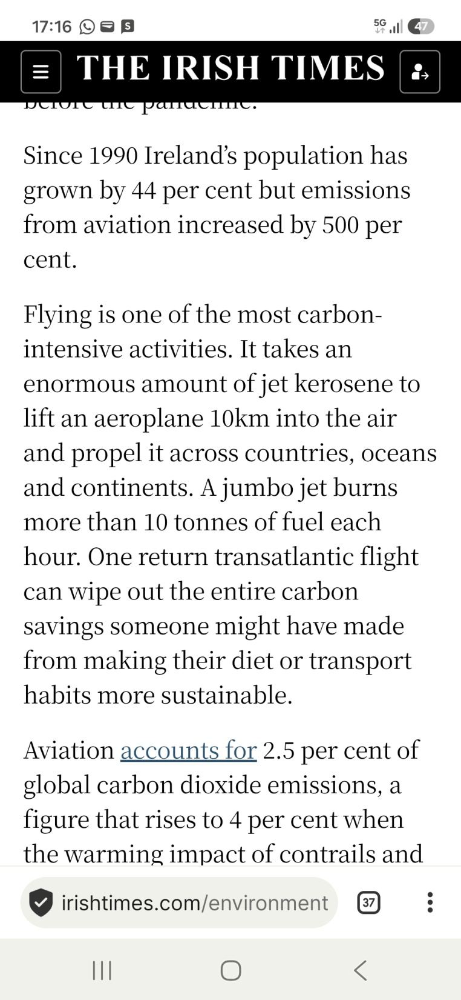 17:16 S 5G 47
THE IRISH TIMES
before the pandemic.
Since 1990 Ireland’s population has
grown by 44 per cent but emissions
from aviation increased by 500 per
cent.
Flying is one of the most carbon-
intensive activities. It takes an
enormous amount of jet kerosene to
lift an aeroplane 10km into the air
and propel it across countries, oceans
and continents. A jumbo jet burns
more than 10 tonnes of fuel each
hour. One return transatlantic flight
can wipe out the entire carbon
savings someone might have made
from making their diet or transport
habits more sustainable.
Aviation accounts for 2.5 per cent of
global carbon dioxide emissions, a
figure that rises to 4 per cent when
the warming impact of contrails and
irishtimes.com/environment 37